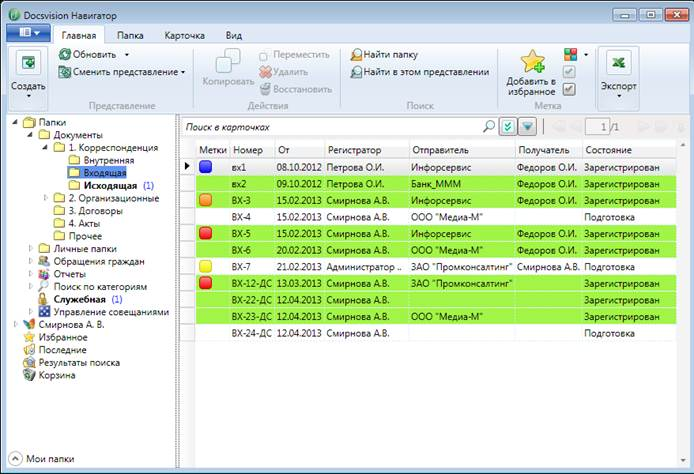 Docsvision Навигатор
Главная Папка Карточка Вид
Создать
Обновить
Сменить представление
Представление
Копировать
Переместить
Удалить
Восстановить
Действия
Найти папку
Найти в этом представлении
Поиск
Добавить в избранное
Метка
Экспорт
Папки
Документы
1. Корреспонденция
Внутренняя
Входящая
Исходящая (1)
2. Организационные
3. Договоры
4. Акты
Прочее
Личные папки
Обращения граждан
Отчеты
Поиск по категориям
Служебная (1)
Управление совещаниями
Смирнова А. В.
Избранное
Последние
Результаты поиска
Корзина
Мои папки
Поиск в карточках 1 /1
Метки Номер От Регистратор Отправитель Получатель Состояние
вх1 08.10.2012 Петрова О.И. Инфорсервис Федоров О.И. Зарегистрирован
вх2 09.10.2012 Петрова О.И. Банк_МММ Федоров О.И. Зарегистрирован
ВХ-3 15.02.2013 Смирнова А.В. Инфорсервис Федоров О.И. Зарегистрирован
ВХ-4 15.02.2013 Смирнова А.В. ООО "Медиа-М" Федоров О.И. Подготовка
ВХ-5 15.02.2013 Смирнова А.В. Инфорсервис Федоров О.И. Зарегистрирован
ВХ-6 20.02.2013 Смирнова А.В. ООО "Медиа-М" Федоров О.И. Зарегистрирован
ВХ-7 21.02.2013 Администратор .. ЗАО "Промконсалтинг" Смирнова А.В. Подготовка
ВХ-12-ДС 13.03.2013 Смирнова А.В. ЗАО "Промконсалтинг" Зарегистрирован
ВХ-22-ДС 12.04.2013 Смирнова А.В. Зарегистрирован
ВХ-23-ДС 12.04.2013 Смирнова А.В. ООО "Медиа-М" Зарегистрирован
ВХ-24-ДС 12.04.2013 Смирнова А.В. Подготовка